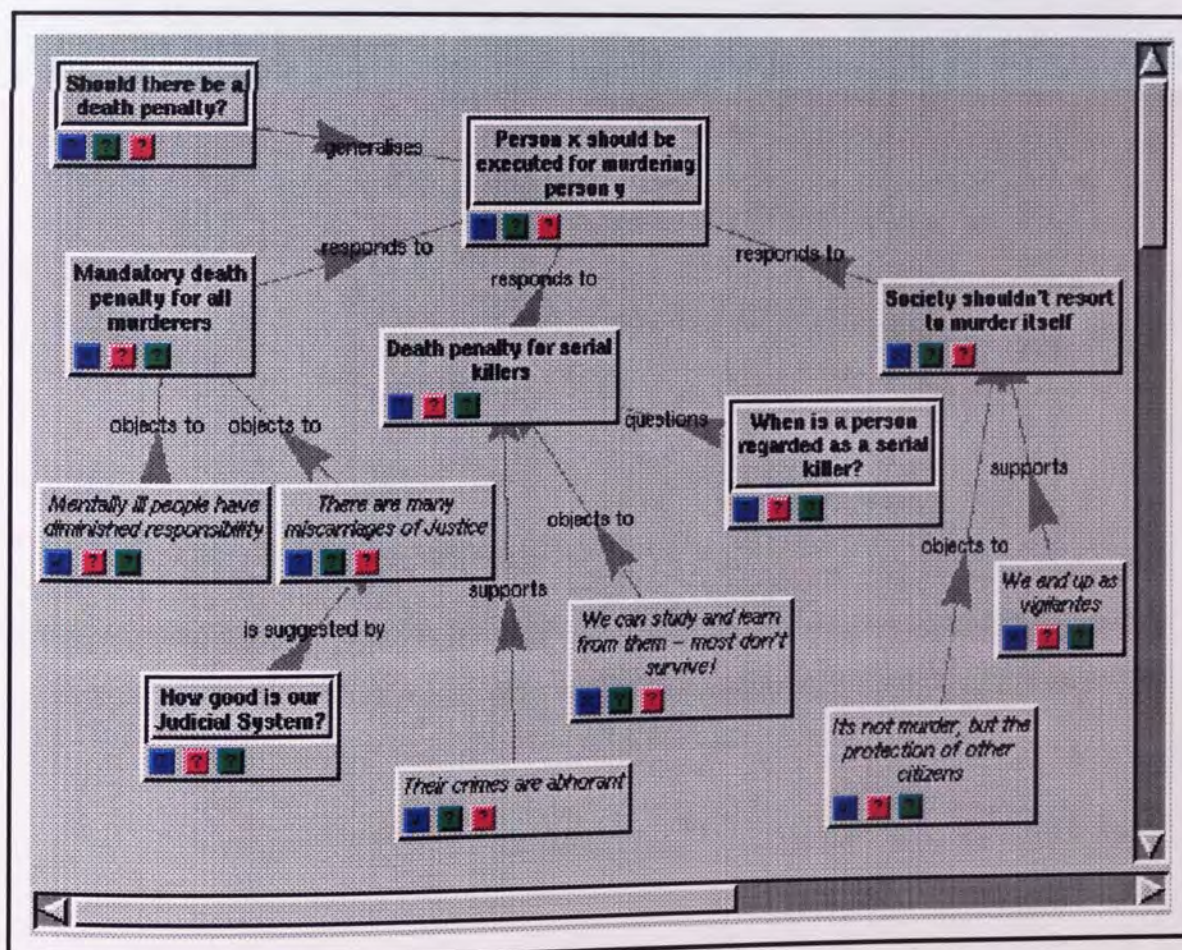 Should there be a
death penalty?
generalises
Person x should be
executed for murdering
person y
responds to
responds to
responds to
Mandatory death
penalty for all
murderers
Death penalty for serial
killers
Society shouldn't resort
to murder itself
objects to
objects to
questions
When is a person
regarded as a serial
killer?
supports
Mentally ill people have
diminished responsibility
There are many
miscarriages of Justice
objects to
objects to
supports
We end up as
vigilantes
is suggested by
We can study and learn
from them – most don't
survive!
How good is our
Judicial System?
Its not murder, but the
protection of other
citizens
Their crimes are abhorant